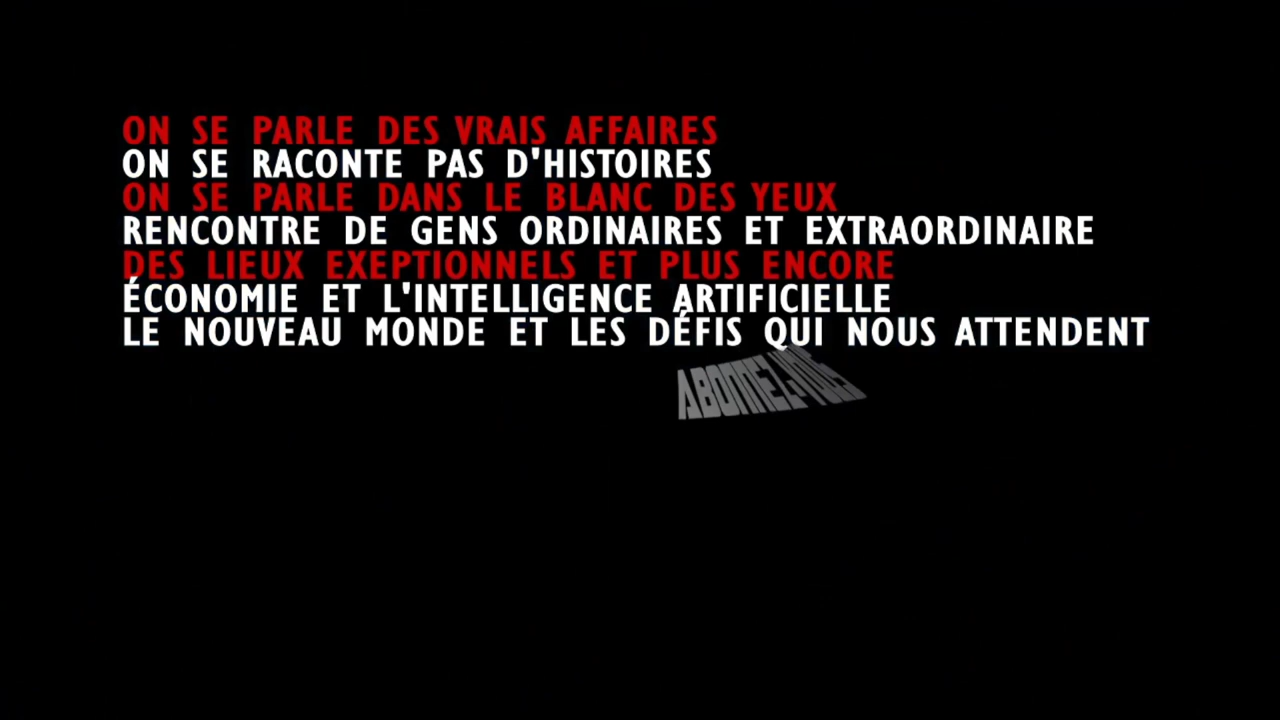 ON SE PARLE DES VRAIS AFFAIRES
ON SE RACONTE PAS D'HISTOIRES
ON SE PARLE DANS LE BLANC DES YEUX
RENCONTRE DE GENS ORDINAIRES ET EXTRAORDINAIRE
DES LIEUX EXEPTIONNELS ET PLUS ENCORE
ÉCONOMIE ET L'INTELLIGENCE ARTIFICIELLE
LE NOUVEAU MONDE ET LES DÉFIS QUI NOUS ATTENDENT
ABONNEZ-VOUS